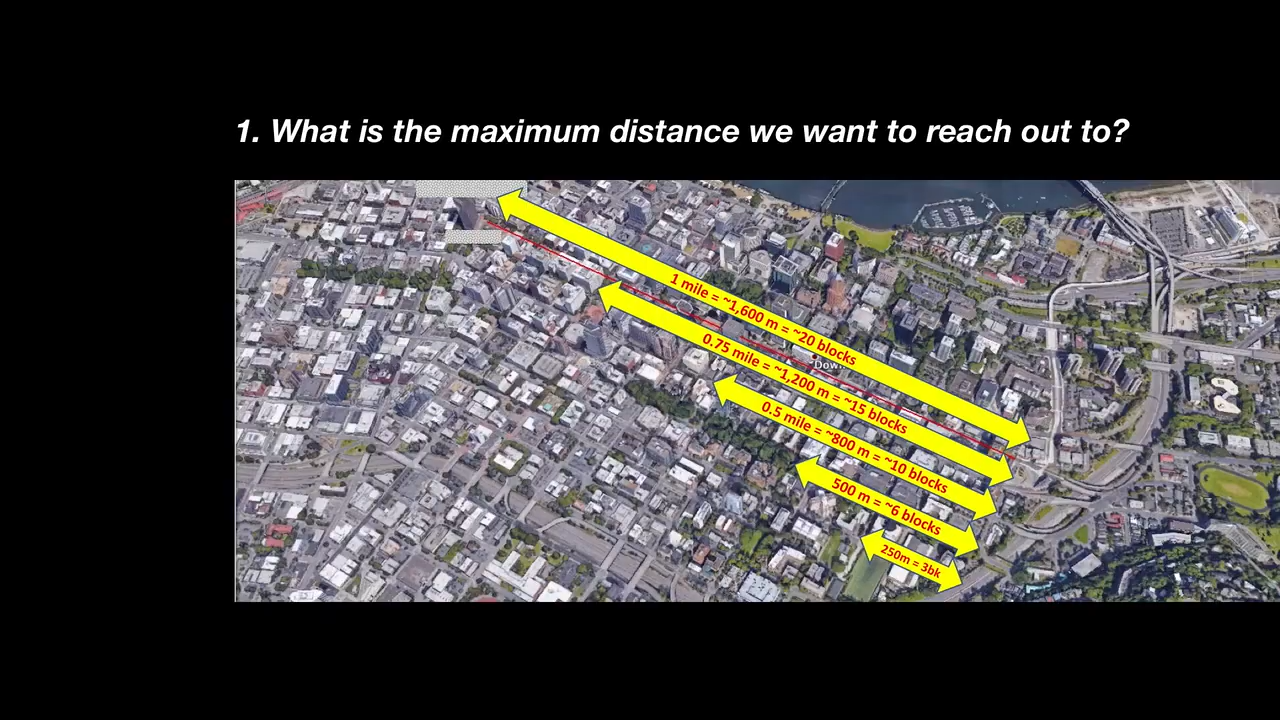 1. What is the maximum distance we want to reach out to?
1 mile = ~1,600 m = ~20 blocks
Dow
0.75 mile = ~1,200 m = ~15 blocks
0.5 mile = ~800 m = ~10 blocks
500 m = ~6 blocks
250m = 3bk